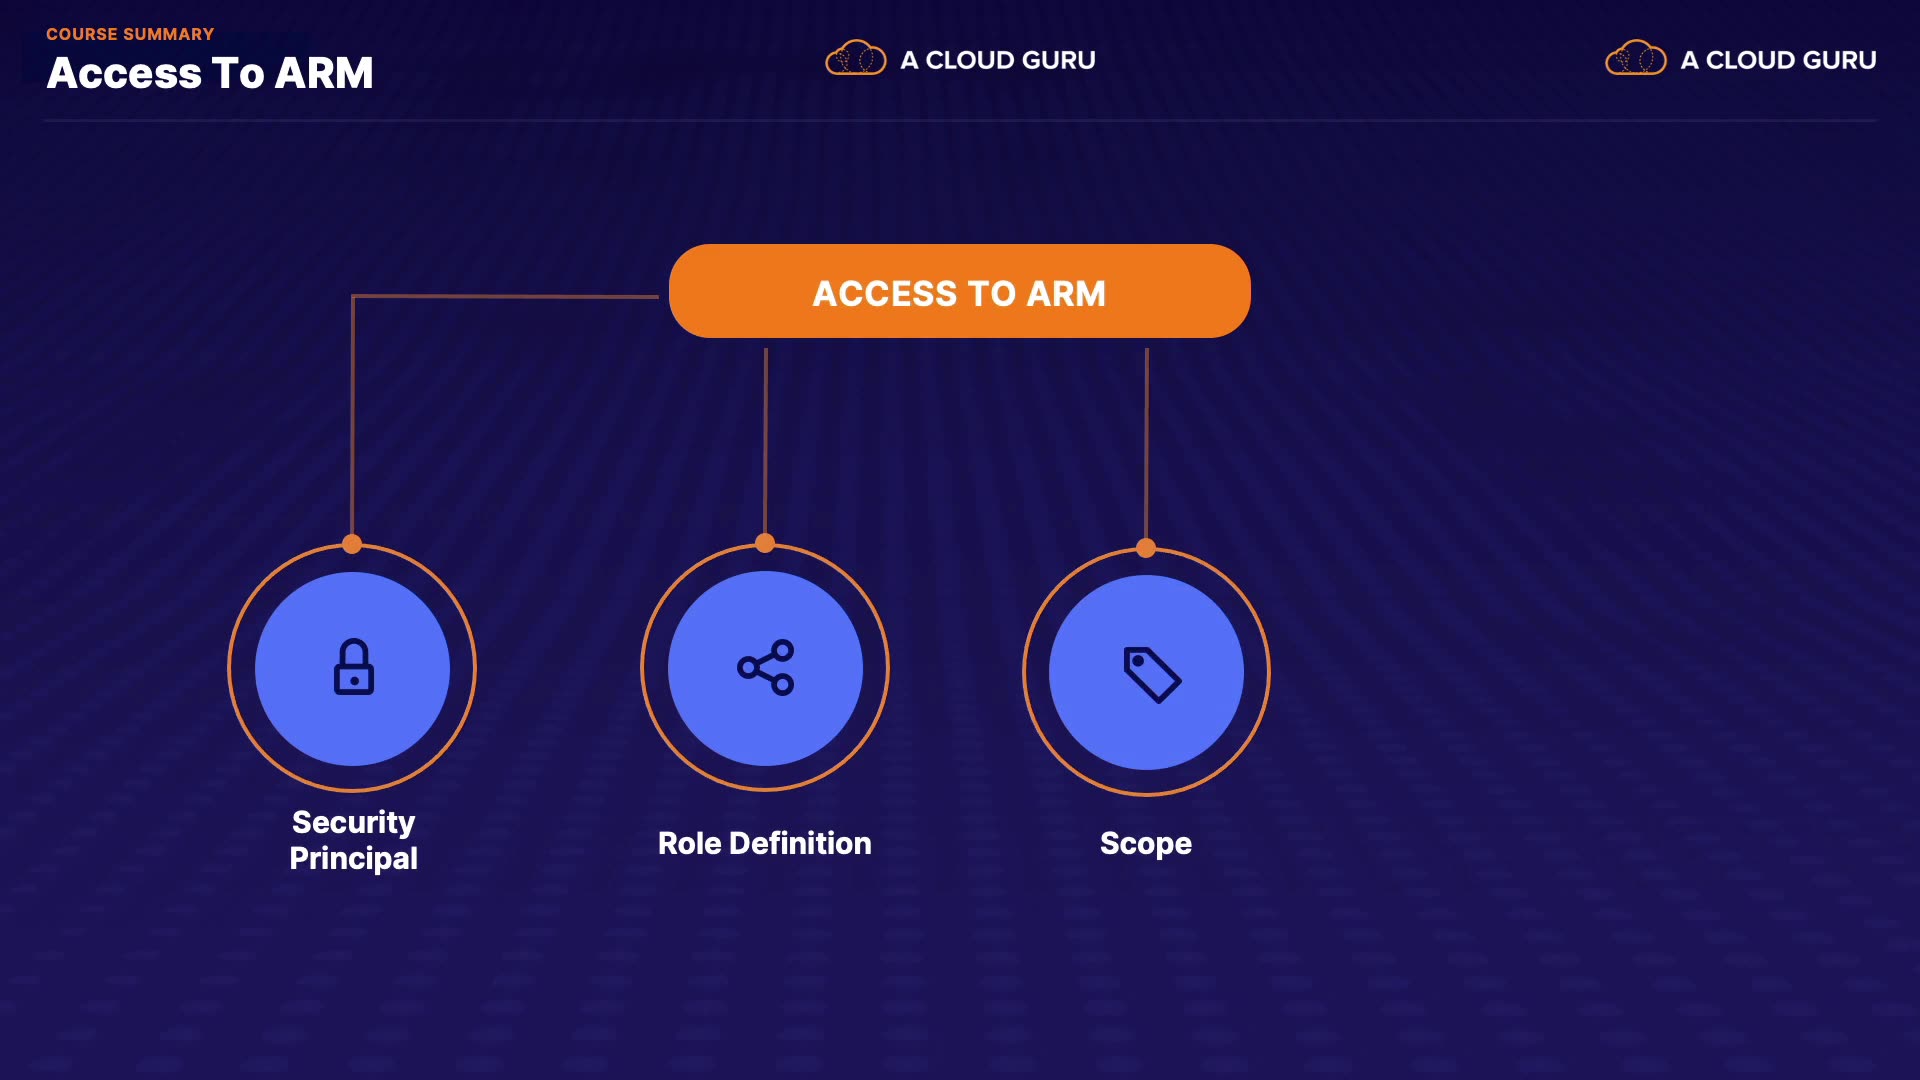 COURSE SUMMARY
Access To ARM
A CLOUD GURU
A CLOUD GURU
ACCESS TO ARM
Security
Principal
Role Definition
Scope